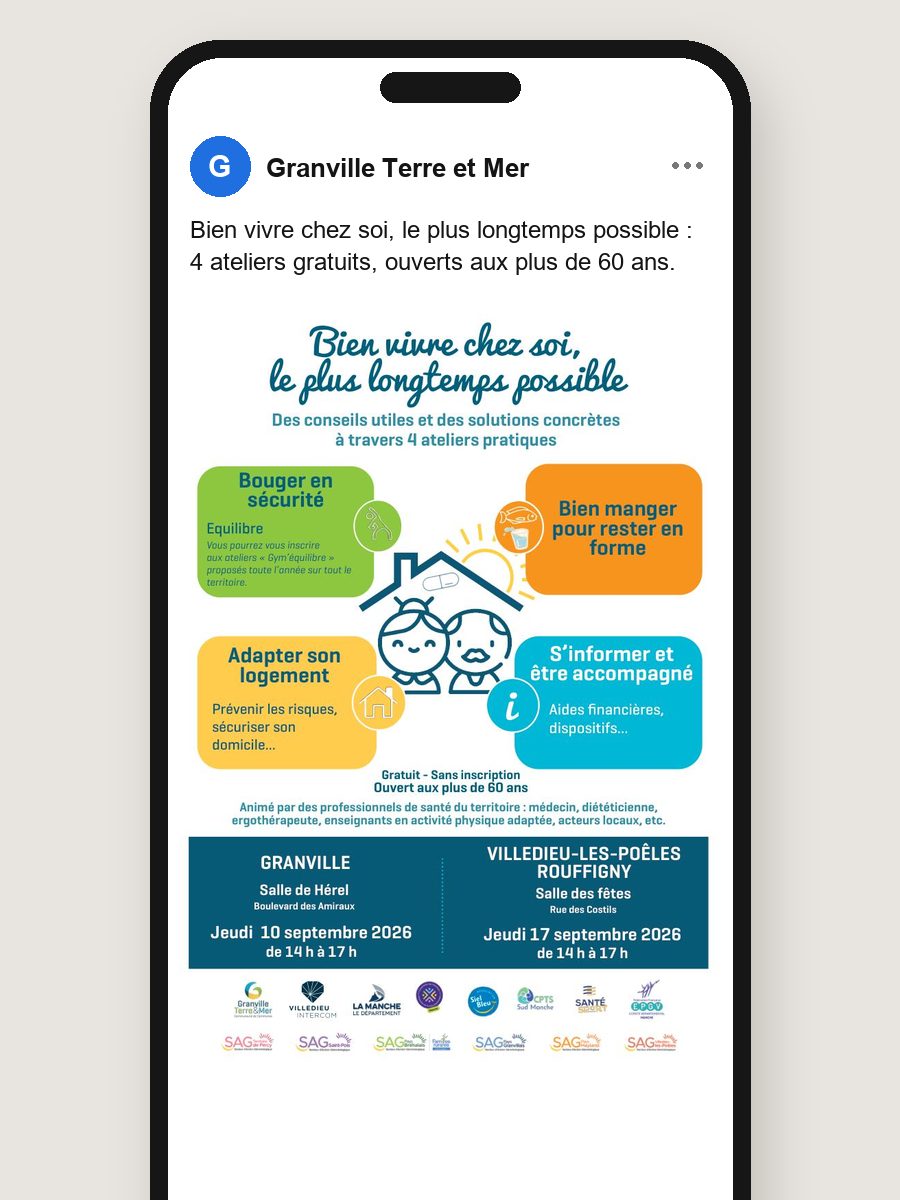 G
Granville Terre et Mer
Bien vivre chez soi, le plus longtemps possible :
4 ateliers gratuits, ouverts aux plus de 60 ans.
Bien vivre chez soi,
le plus longtemps possible
Des conseils utiles et des solutions concrètes
à travers 4 ateliers pratiques
Bouger en
sécurité
Equilibre
Vous pourrez vous inscrire
aux ateliers « Gym'équilibre »
proposés toute l'année sur tout le
territoire.
Bien manger
pour rester en
forme
Adapter son
logement
Prévenir les risques,
sécuriser son
domicile...
S'informer et
être accompagné
i
Aides financières,
dispositifs...
Gratuit - Sans inscription
Ouvert aux plus de 60 ans
Animé par des professionnels de santé du territoire : médecin, diététicienne,
ergothérapeute, enseignants en activité physique adaptée, acteurs locaux, etc.
GRANVILLE
Salle de Hérel
Boulevard des Amiraux
Jeudi 10 septembre 2026
de 14 h à 17 h
VILLEDIEU-LES-POÊLES
ROUFFIGNY
Salle des fêtes
Rue des Costils
Jeudi 17 septembre 2026
de 14 h à 17 h
Granville
Terre&Mer
VILLEDIEU
INTERCOM
LA MANCHE
LE DÉPARTEMENT
Siel
Bleu
CPTS
Sud Manche
SANTÉ
EPGV
SAG
SAG
SAG
SAG
SAG
SAG